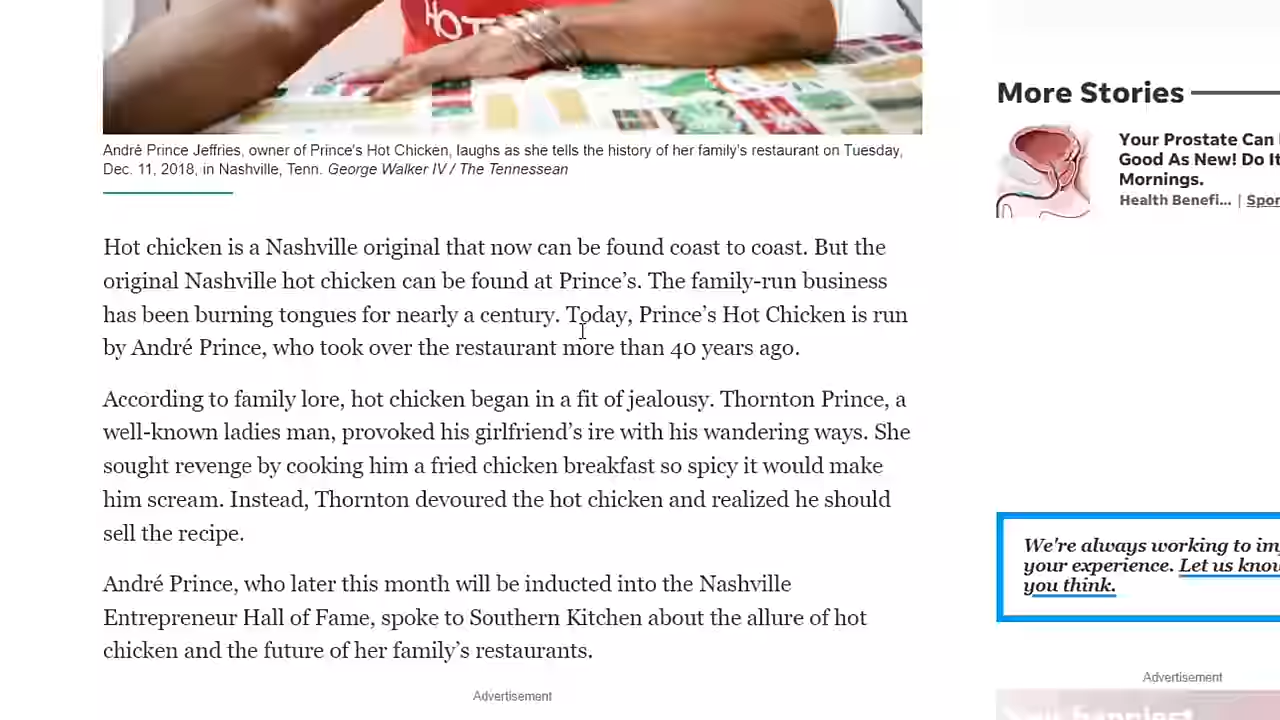 HOT
André Prince Jeffries, owner of Prince's Hot Chicken, laughs as she tells the history of her family's restaurant on Tuesday,
Dec. 11, 2018, in Nashville, Tenn. George Walker IV / The Tennessean
Hot chicken is a Nashville original that now can be found coast to coast. But the
original Nashville hot chicken can be found at Prince’s. The family-run business
has been burning tongues for nearly a century. Today, Prince’s Hot Chicken is run
by André Prince, who took over the restaurant more than 40 years ago.
According to family lore, hot chicken began in a fit of jealousy. Thornton Prince, a
well-known ladies man, provoked his girlfriend’s ire with his wandering ways. She
sought revenge by cooking him a fried chicken breakfast so spicy it would make
him scream. Instead, Thornton devoured the hot chicken and realized he should
sell the recipe.
André Prince, who later this month will be inducted into the Nashville
Entrepreneur Hall of Fame, spoke to Southern Kitchen about the allure of hot
chicken and the future of her family’s restaurants.
Advertisement
More Stories
Your Prostate Can
Good As New! Do It
Mornings.
Health Benefi... | Spor
We're always working to im
your experience. Let us know
you think.
Advertisement